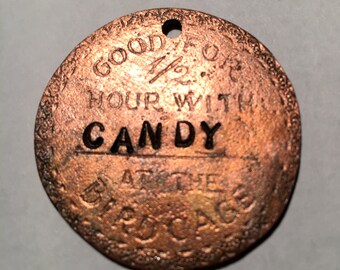 GOOD FOR
1/2
HOUR WITH
CANDY
AT THE
BIRDCAGE